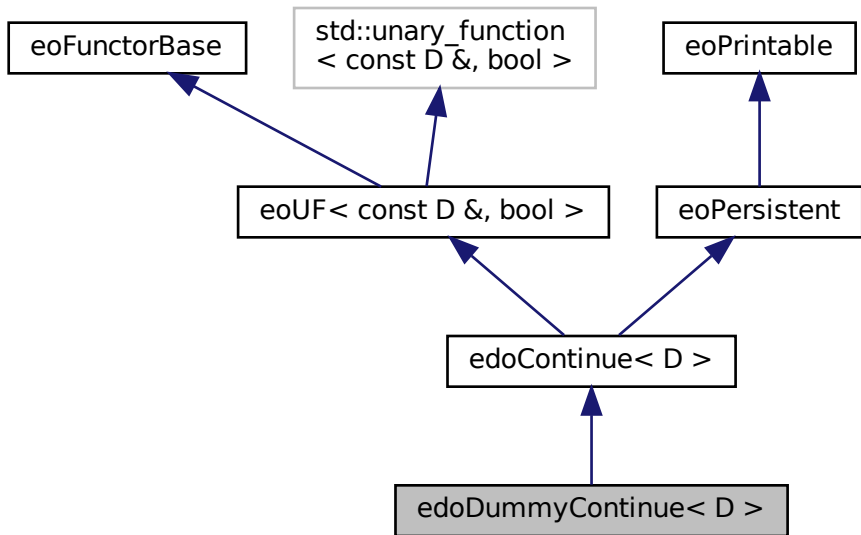 eoFunctorBase
std::unary_function
< const D &, bool >
eoPrintable
eoUF< const D &, bool >
eoPersistent
edoContinue< D >
edoDummyContinue< D >